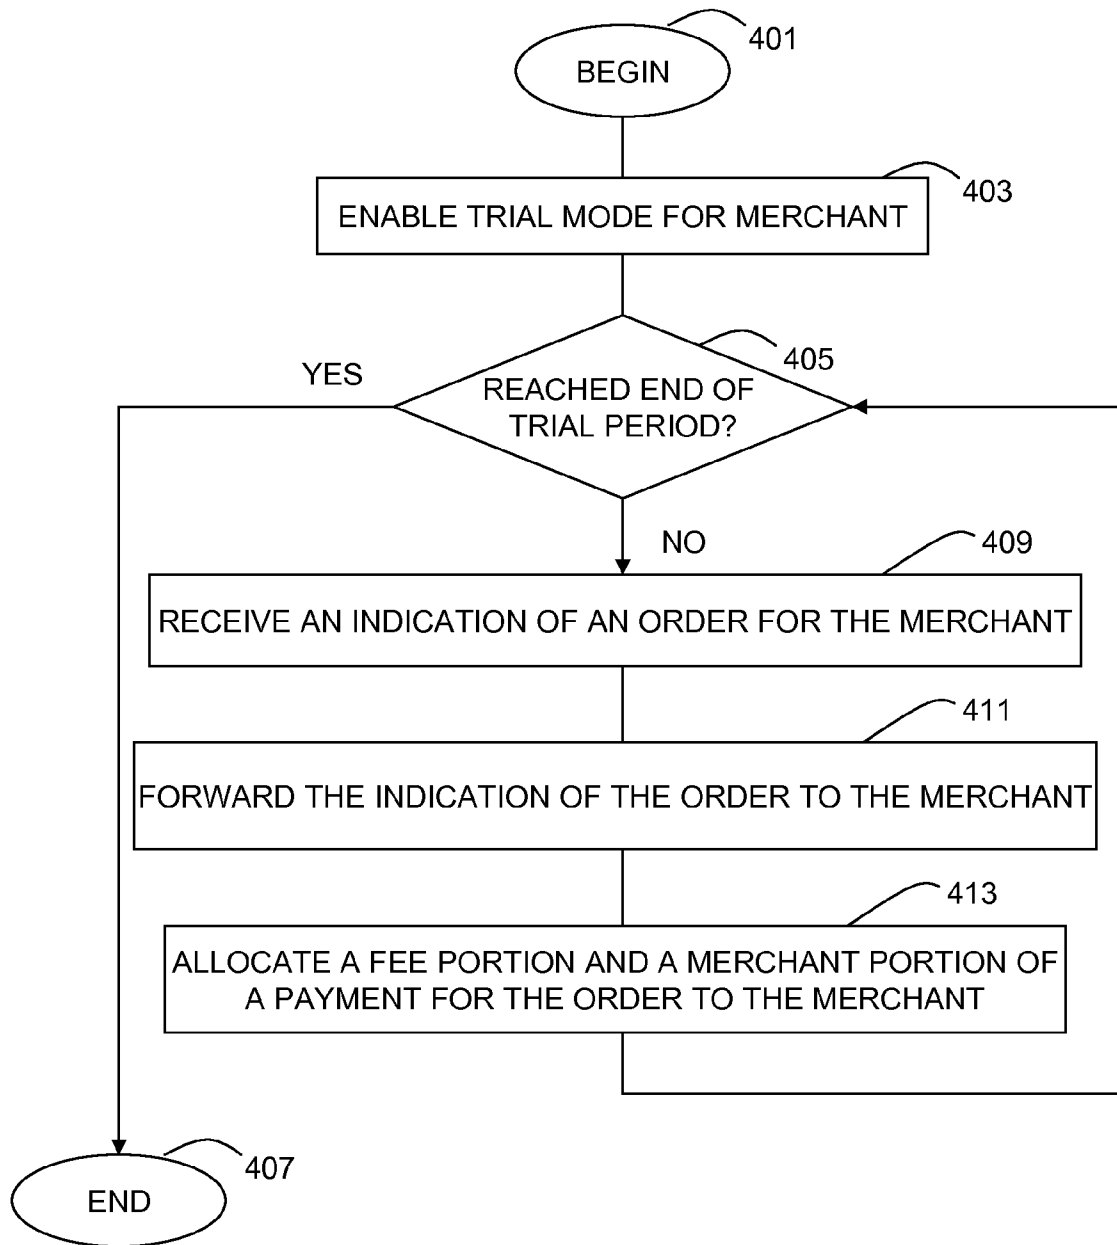 401
BEGIN
403
ENABLE TRIAL MODE FOR MERCHANT
405
YES
REACHED END OF
TRIAL PERIOD?
NO
409
RECEIVE AN INDICATION OF AN ORDER FOR THE MERCHANT
411
FORWARD THE INDICATION OF THE ORDER TO THE MERCHANT
413
ALLOCATE A FEE PORTION AND A MERCHANT PORTION OF
A PAYMENT FOR THE ORDER TO THE MERCHANT
407
END